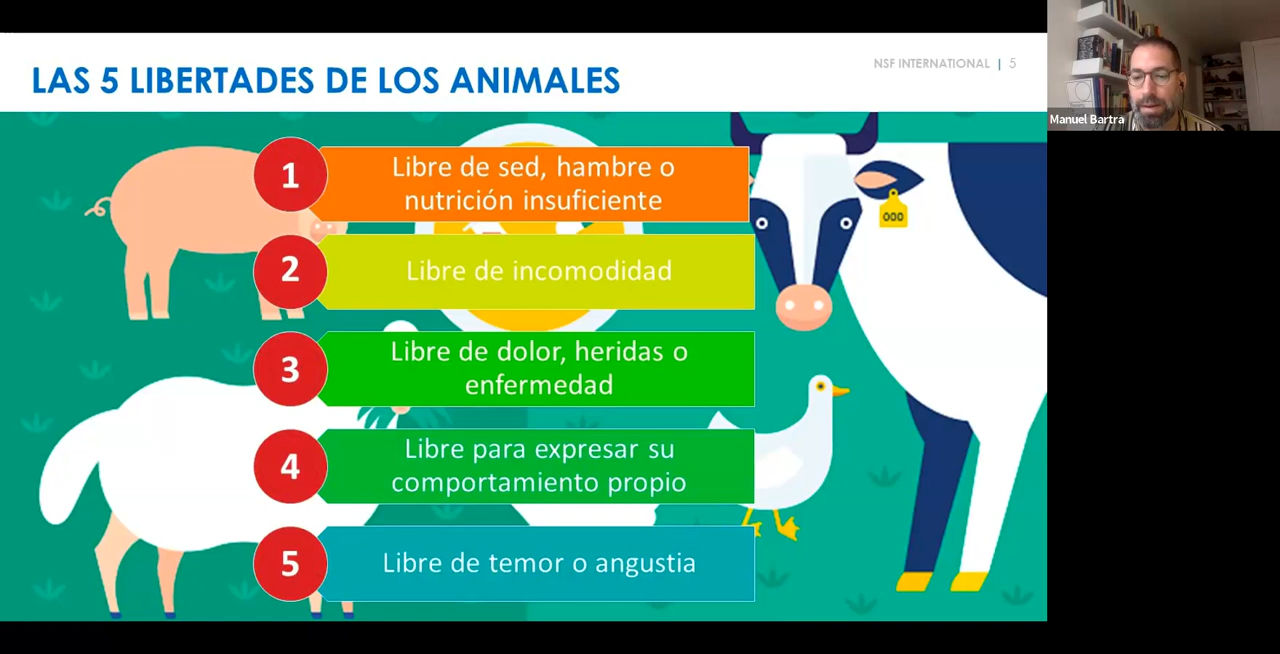 LAS 5 LIBERTADES DE LOS ANIMALES
NSF INTERNATIONAL | 5
Manuel Bartra
1
Libre de sed, hambre o
nutrición insuficiente
000
2
Libre de incomodidad
3
Libre de dolor, heridas o
enfermedad
4
Libre para expresar su
comportamiento propio
5
Libre de temor o angustia